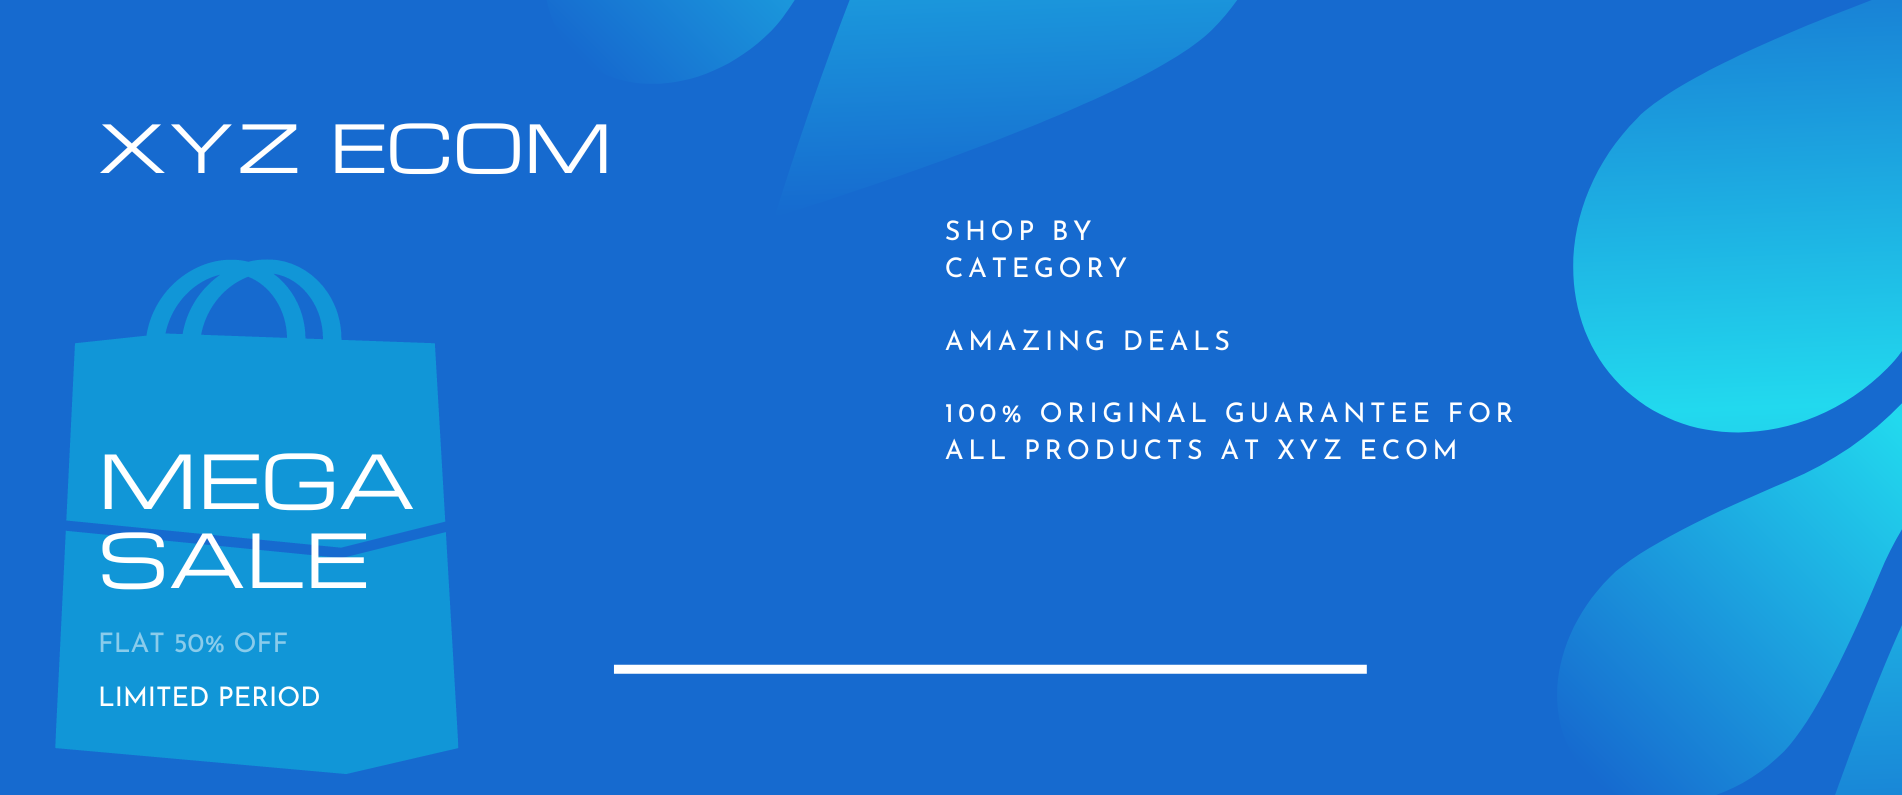 XYZ ECOM
MEGA
SALE
FLAT 50% OFF
LIMITED PERIOD
SHOP BY
CATEGORY
AMAZING DEALS
100% ORIGINAL GUARANTEE FOR
ALL PRODUCTS AT XYZ ECOM